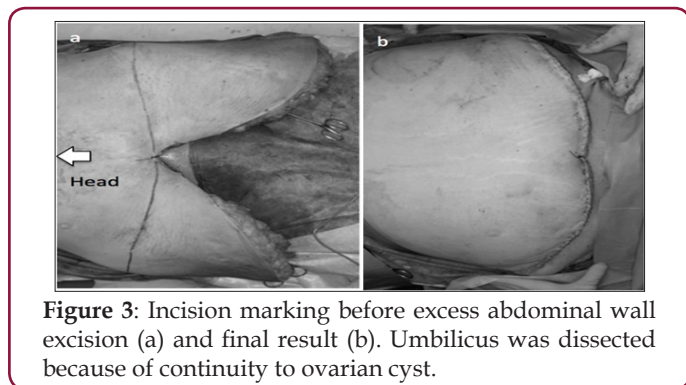 a
b
Head
Figure 3: Incision marking before excess abdominal wall
excision (a) and final result (b). Umbilicus was dissected
because of continuity to ovarian cyst.